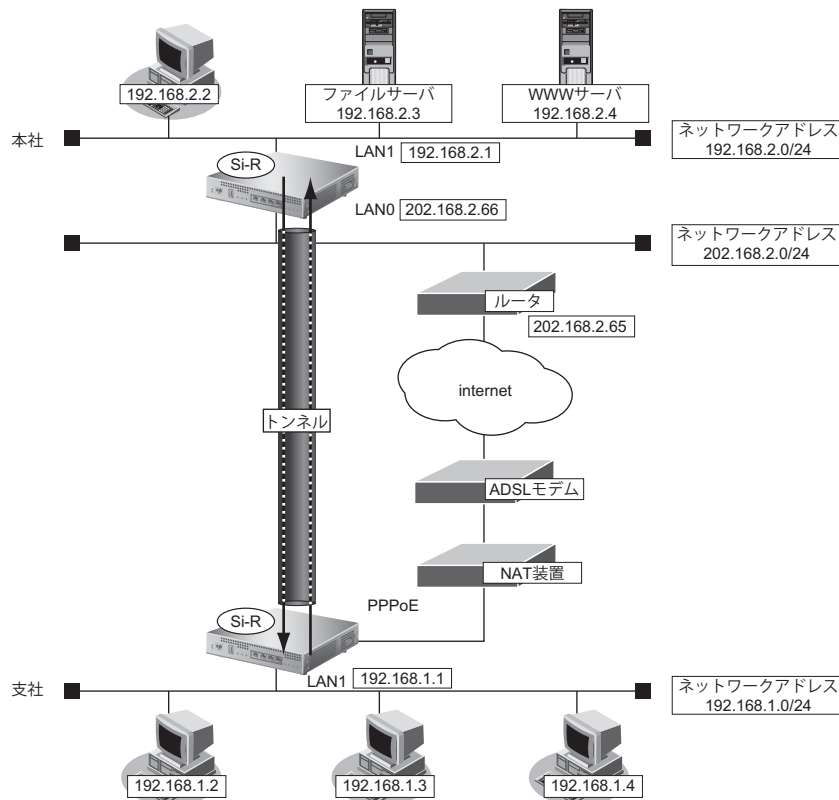 192.168.2.2
ファイルサーバ
192.168.2.3
WWWサーバ
192.168.2.4
本社
ネットワークアドレス
192.168.2.0/24
Si-R
LAN1 192.168.2.1
LAN0 202.168.2.66
ネットワークアドレス
202.168.2.0/24
ルータ
202.168.2.65
internet
トンネル
ADSLモデム
NAT装置
PPPoE
Si-R
LAN1 192.168.1.1
支社
ネットワークアドレス
192.168.1.0/24
192.168.1.2
192.168.1.3
192.168.1.4